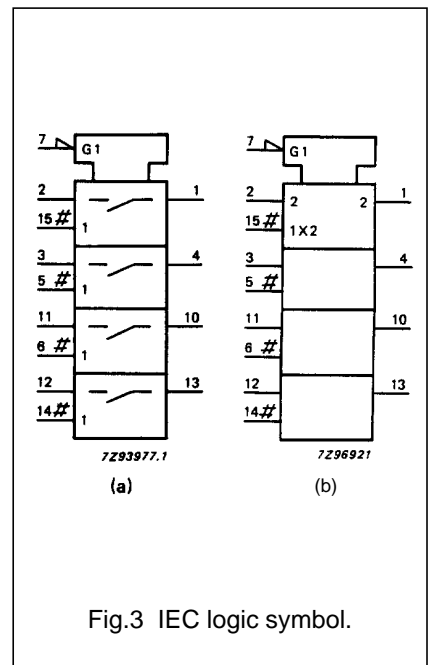 7 G1
2 1
15# 1
3 4
5# 1
11 10
6# 1
12 13
14# 1
7Z93977.1
(a)
7 G1
2 2 2 1
15# 1X2
3 4
5#
11 10
6#
12 13
14#
7Z96921
(b)
Fig.3 IEC logic symbol.